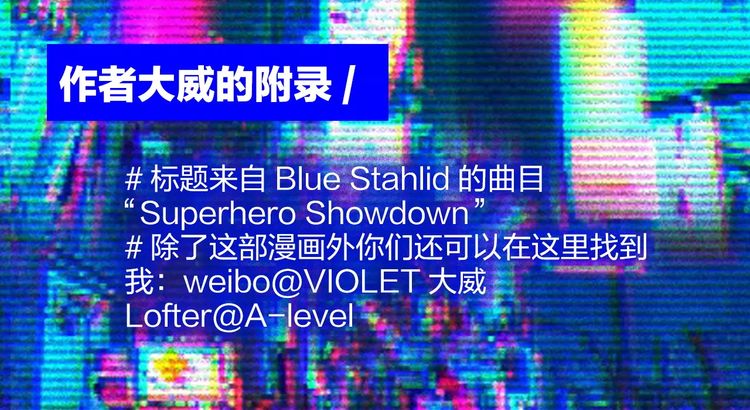 作者大威的附录 /
# 标题来自 Blue Stahlid 的曲目
“Superhero Showdown”
# 除了这部漫画外你们还可以在这里找到
我：weibo@VIOLET 大威
Lofter@A-level